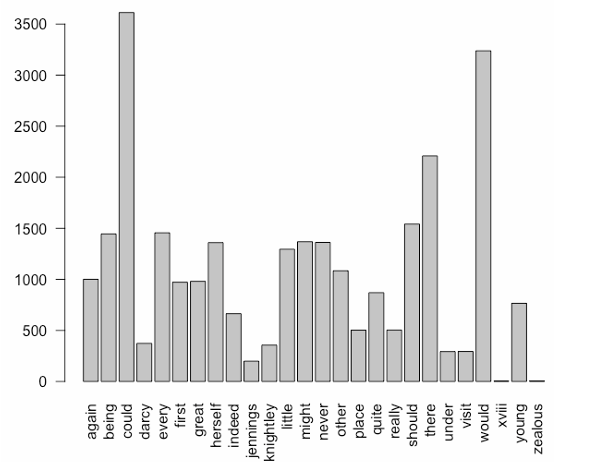 3500
3000
2500
2000
1500
1000
500
0
again
being
could
darcy
every
first
great
herself
indeed
jennings
knightley
little
might
never
other
place
quite
really
should
there
under
visit
would
xviii
young
zealous